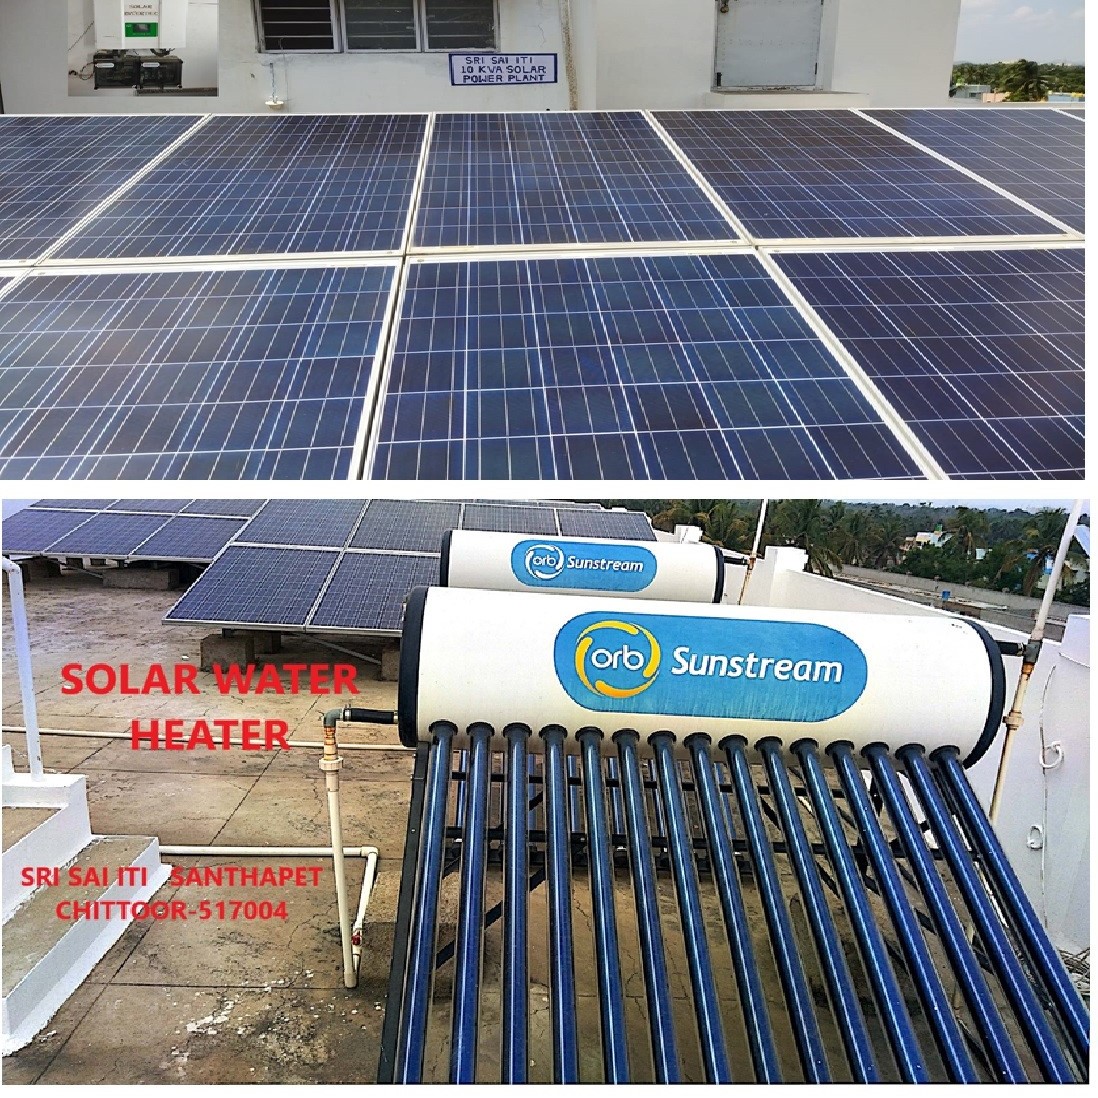 SOLAR
SRI SAI ITI
10 KVA SOLAR
POWER PLANT
orb Sunstream
orb Sunstream
SOLAR WATER
HEATER
SRI SAI ITI SANTHAPET
CHITTOOR-517004